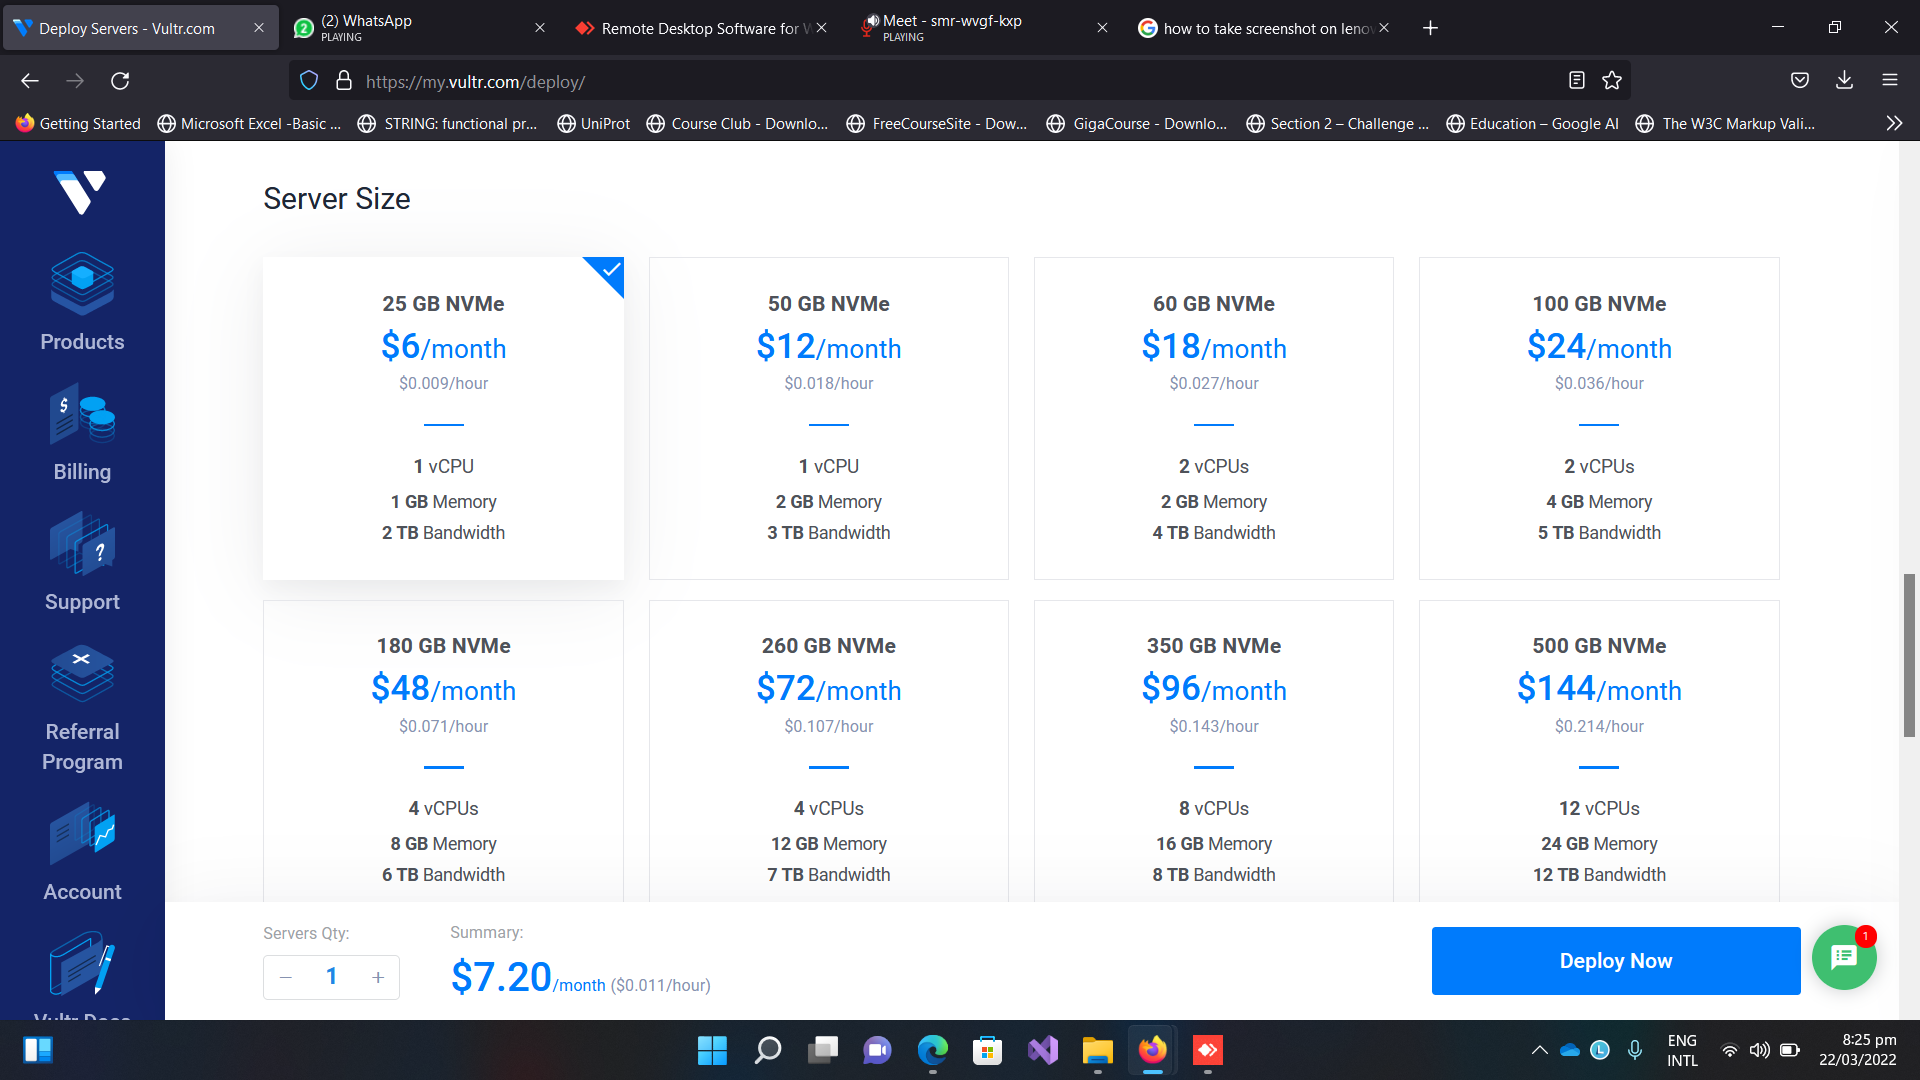 Deploy Servers - Vultr.com
(2) WhatsApp
PLAYING
Remote Desktop Software for W
Meet - smr-wvgf-kxp
PLAYING
how to take screenshot on leno
https://my.vultr.com/deploy/
Getting Started
Microsoft Excel -Basic ...
STRING: functional pr...
UniProt
Course Club - Downlo...
FreeCourseSite - Dow...
GigaCourse - Downlo...
Section 2 – Challenge ...
Education – Google AI
The W3C Markup Vali...
Products
$
Billing
?
Support
Referral
Program
Account
Vultr Docs
Server Size
25 GB NVMe
$6/month
$0.009/hour
1 vCPU
1 GB Memory
2 TB Bandwidth
50 GB NVMe
$12/month
$0.018/hour
1 vCPU
2 GB Memory
3 TB Bandwidth
60 GB NVMe
$18/month
$0.027/hour
2 vCPUs
2 GB Memory
4 TB Bandwidth
100 GB NVMe
$24/month
$0.036/hour
2 vCPUs
4 GB Memory
5 TB Bandwidth
180 GB NVMe
$48/month
$0.071/hour
4 vCPUs
8 GB Memory
6 TB Bandwidth
260 GB NVMe
$72/month
$0.107/hour
4 vCPUs
12 GB Memory
7 TB Bandwidth
350 GB NVMe
$96/month
$0.143/hour
8 vCPUs
16 GB Memory
8 TB Bandwidth
500 GB NVMe
$144/month
$0.214/hour
12 vCPUs
24 GB Memory
12 TB Bandwidth
Servers Qty:
− 1 +
Summary:
$7.20/month ($0.011/hour)
Deploy Now
1
ENG
INTL
8:25 pm
22/03/2022